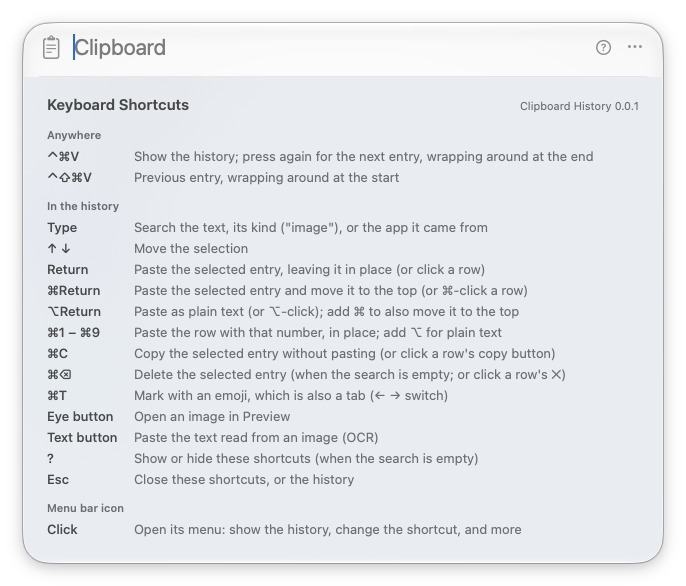 Clipboard
Keyboard Shortcuts Clipboard History 0.0.1
Anywhere
^⌘V Show the history; press again for the next entry, wrapping around at the end
^⇧⌘V Previous entry, wrapping around at the start
In the history
Type Search the text, its kind ("image"), or the app it came from
↑ ↓ Move the selection
Return Paste the selected entry, leaving it in place (or click a row)
⌘Return Paste the selected entry and move it to the top (or ⌘-click a row)
⌥Return Paste as plain text (or ⌥-click); add ⌘ to also move it to the top
⌘1 – ⌘9 Paste the row with that number, in place; add ⌥ for plain text
⌘C Copy the selected entry without pasting (or click a row's copy button)
⌘⌫ Delete the selected entry (when the search is empty; or click a row's ✕)
⌘T Mark with an emoji, which is also a tab (← → switch)
Eye button Open an image in Preview
Text button Paste the text read from an image (OCR)
? Show or hide these shortcuts (when the search is empty)
Esc Close these shortcuts, or the history
Menu bar icon
Click Open its menu: show the history, change the shortcut, and more